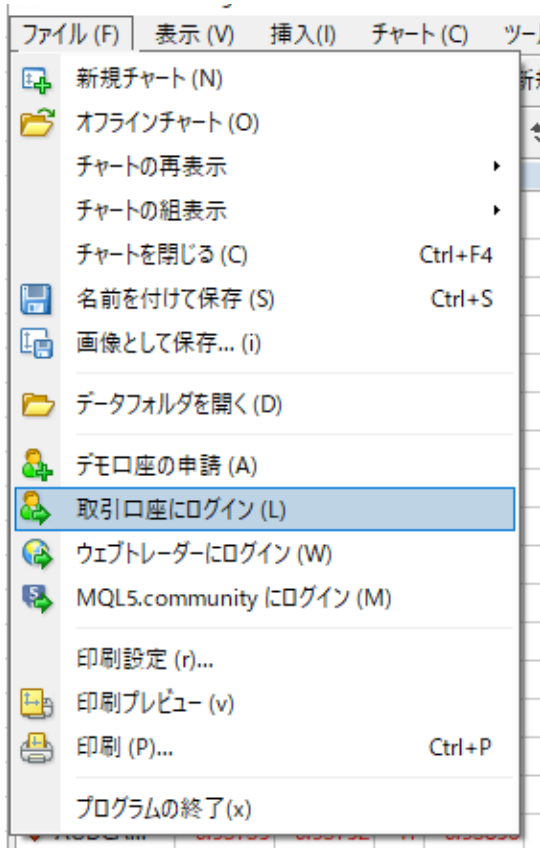 ファイル (F) 表示 (V) 挿入(I) チャート (C) ツール
新規チャート (N)
オフラインチャート (O)
チャートの再表示
チャートの組表示
チャートを閉じる (C) Ctrl+F4
名前を付けて保存 (S) Ctrl+S
画像として保存... (i)
データフォルダを開く (D)
デモ口座の申請 (A)
取引口座にログイン (L)
ウェブトレーダーにログイン (W)
MQL5.community にログイン (M)
印刷設定 (r)...
印刷プレビュー (v)
印刷 (P)... Ctrl+P
プログラムの終了(x)